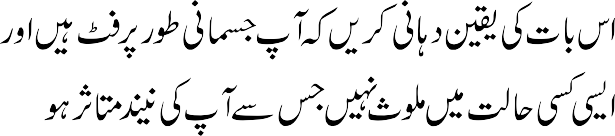 اس بات کی یقین دہانی کریں کہ آپ جسمانی طور پر فٹ ہیں اور
ایسی کسی حالت میں ملوث نہیں جس سے آپ کی نیند متاثر ہو